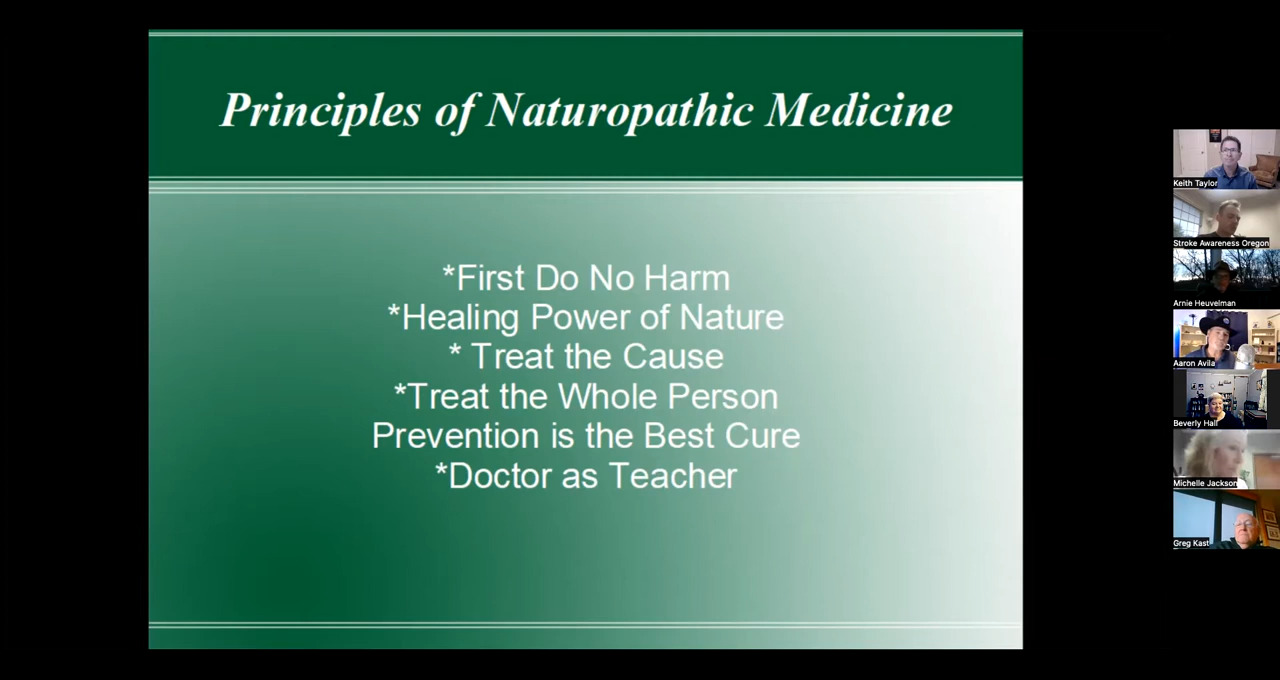 Principles of Naturopathic Medicine
*First Do No Harm
*Healing Power of Nature
* Treat the Cause
*Treat the Whole Person
Prevention is the Best Cure
*Doctor as Teacher
Keith Taylor
Stroke Awareness Oregon
Arnie Heuvelman
Aaron Avila
Beverly Hall
Michelle Jackson
Greg Kast